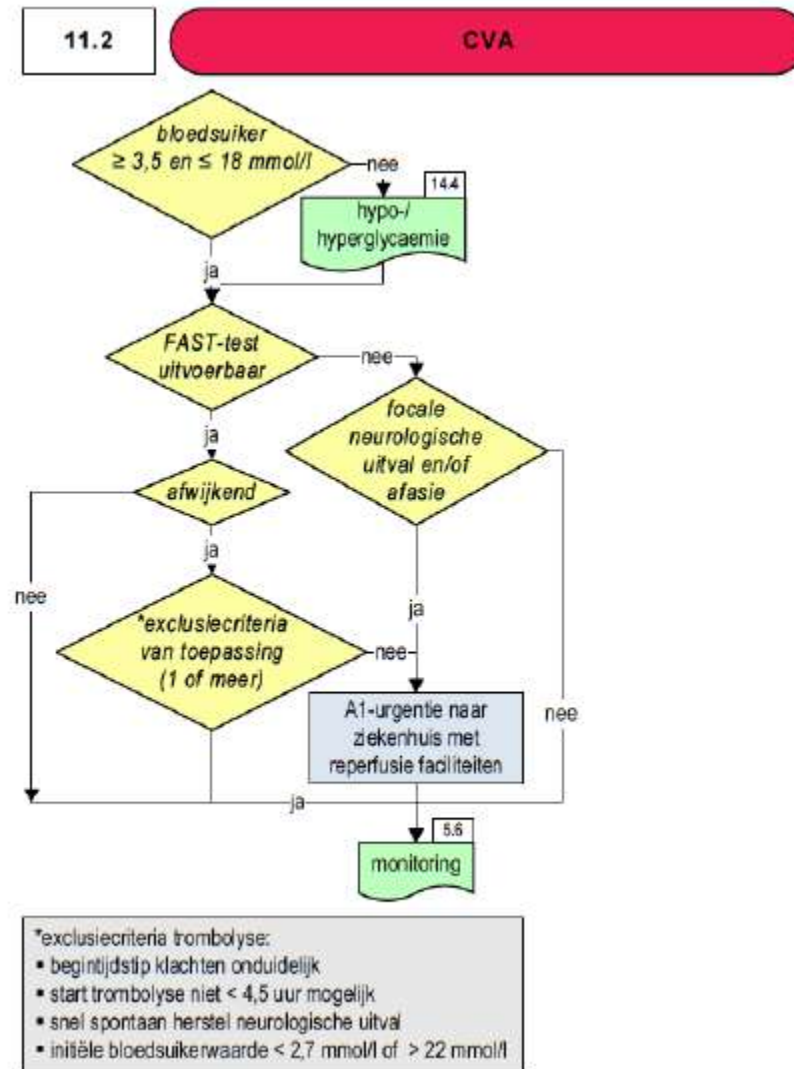 11.2
CVA
bloedsuiker
≥ 3,5 en ≤ 18 mmol/l
nee
14.4
hypo-/
hyperglycaemie
ja
FAST-test
uitvoerbaar
nee
focale
neurologische
uitval en/of
afasie
ja
afwijkend
ja
nee
ja
*exclusiecriteria
van toepassing
(1 of meer)
nee
A1-urgentie naar
ziekenhuis met
reperfusie faciliteiten
nee
ja
5.6
monitoring
*exclusiecriteria trombolyse:
▪ begintijdstip klachten onduidelijk
▪ start trombolyse niet < 4,5 uur mogelijk
▪ snel spontaan herstel neurologische uitval
▪ initiële bloedsuikerwaarde < 2,7 mmol/l of > 22 mmol/l